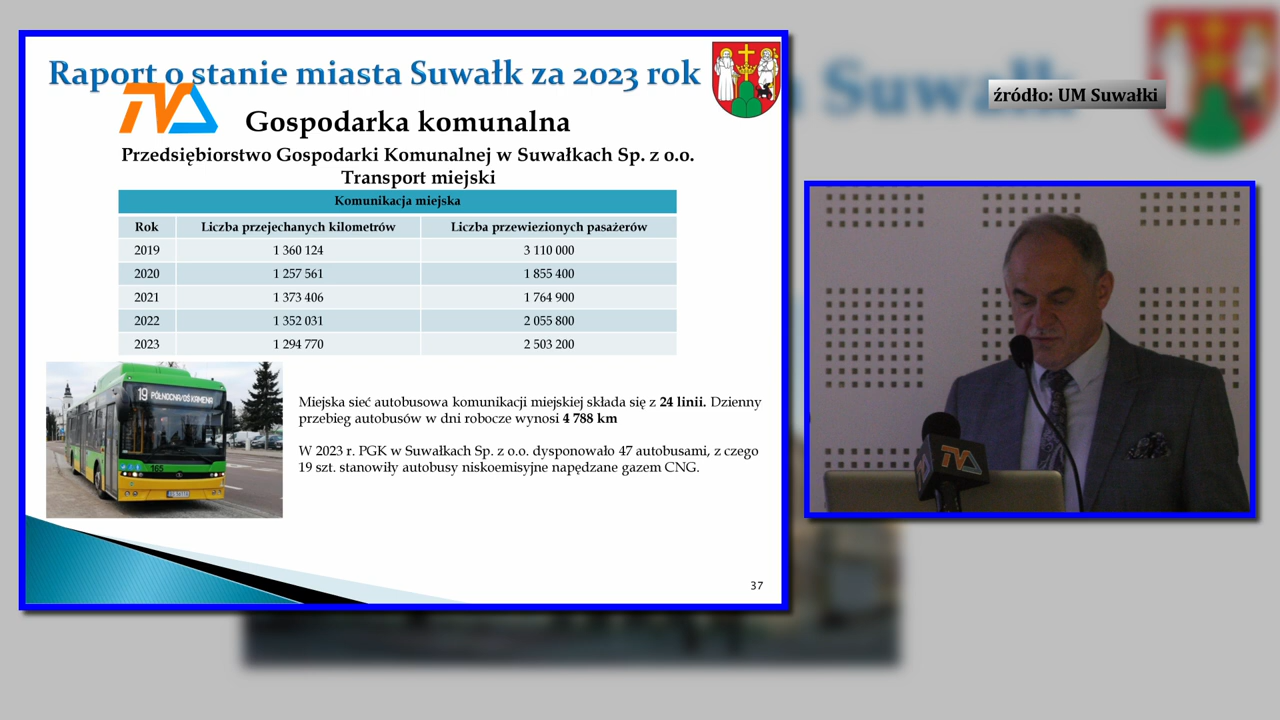 Raport o stanie miasta Suwałk za 2023 rok
TVA
Gospodarka komunalna
Przedsiębiorstwo Gospodarki Komunalnej w Suwałkach Sp. z o.o.
Transport miejski
Komunikacja miejska
Rok Liczba przejechanych kilometrów Liczba przewiezionych pasażerów
2019 1 360 124 3 110 000
2020 1 257 561 1 855 400
2021 1 373 406 1 764 900
2022 1 352 031 2 055 800
2023 1 294 770 2 503 200
19 PÓŁNOCNA/OŚ KAMENA
165
Miejska sieć autobusowa komunikacji miejskiej składa się z 24 linii. Dzienny
przebieg autobusów w dni robocze wynosi 4 788 km
W 2023 r. PGK w Suwałkach Sp. z o.o. dysponowało 47 autobusami, z czego
19 szt. stanowiły autobusy niskoemisyjne napędzane gazem CNG.
37
źródło: UM Suwałki
TVA